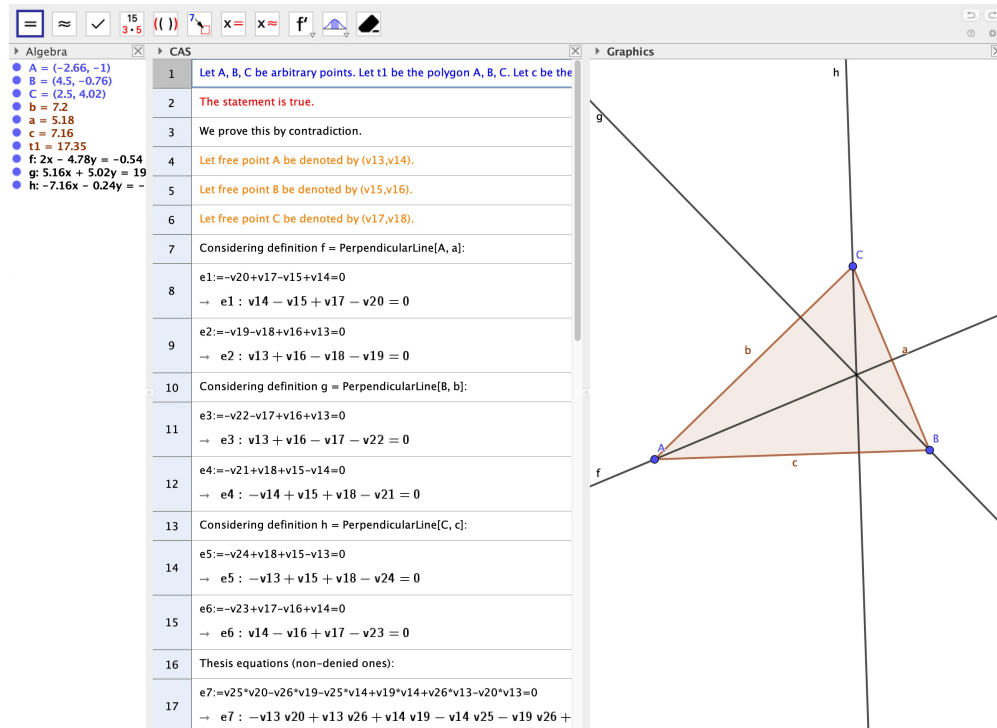 = ≈ ✓ 15 3·5 (( )) 7 x= x≈ f'
Algebra
A = (-2.66, -1)
B = (4.5, -0.76)
C = (2.5, 4.02)
b = 7.2
a = 5.18
c = 7.16
t1 = 17.35
f: 2x - 4.78y = -0.54
g: 5.16x + 5.02y = 19
h: -7.16x - 0.24y = -
CAS
1 Let A, B, C be arbitrary points. Let t1 be the polygon A, B, C. Let c be the
2 The statement is true.
3 We prove this by contradiction.
4 Let free point A be denoted by (v13,v14).
5 Let free point B be denoted by (v15,v16).
6 Let free point C be denoted by (v17,v18).
7 Considering definition f = PerpendicularLine[A, a]:
8 e1:=-v20+v17-v15+v14=0
→ e1 : v14 − v15 + v17 − v20 = 0
9 e2:=-v19-v18+v16+v13=0
→ e2 : v13 + v16 − v18 − v19 = 0
10 Considering definition g = PerpendicularLine[B, b]:
11 e3:=-v22-v17+v16+v13=0
→ e3 : v13 + v16 − v17 − v22 = 0
12 e4:=-v21+v18+v15-v14=0
→ e4 : −v14 + v15 + v18 − v21 = 0
13 Considering definition h = PerpendicularLine[C, c]:
14 e5:=-v24+v18+v15-v13=0
→ e5 : −v13 + v15 + v18 − v24 = 0
15 e6:=-v23+v17-v16+v14=0
→ e6 : v14 − v16 + v17 − v23 = 0
16 Thesis equations (non-denied ones):
17 e7:=v25*v20-v26*v19-v25*v14+v19*v14+v26*v13-v20*v13=0
→ e7 : −v13 v20 + v13 v26 + v14 v19 − v14 v25 − v19 v26 +
Graphics
h
g
C
b
a
A
B
c
f